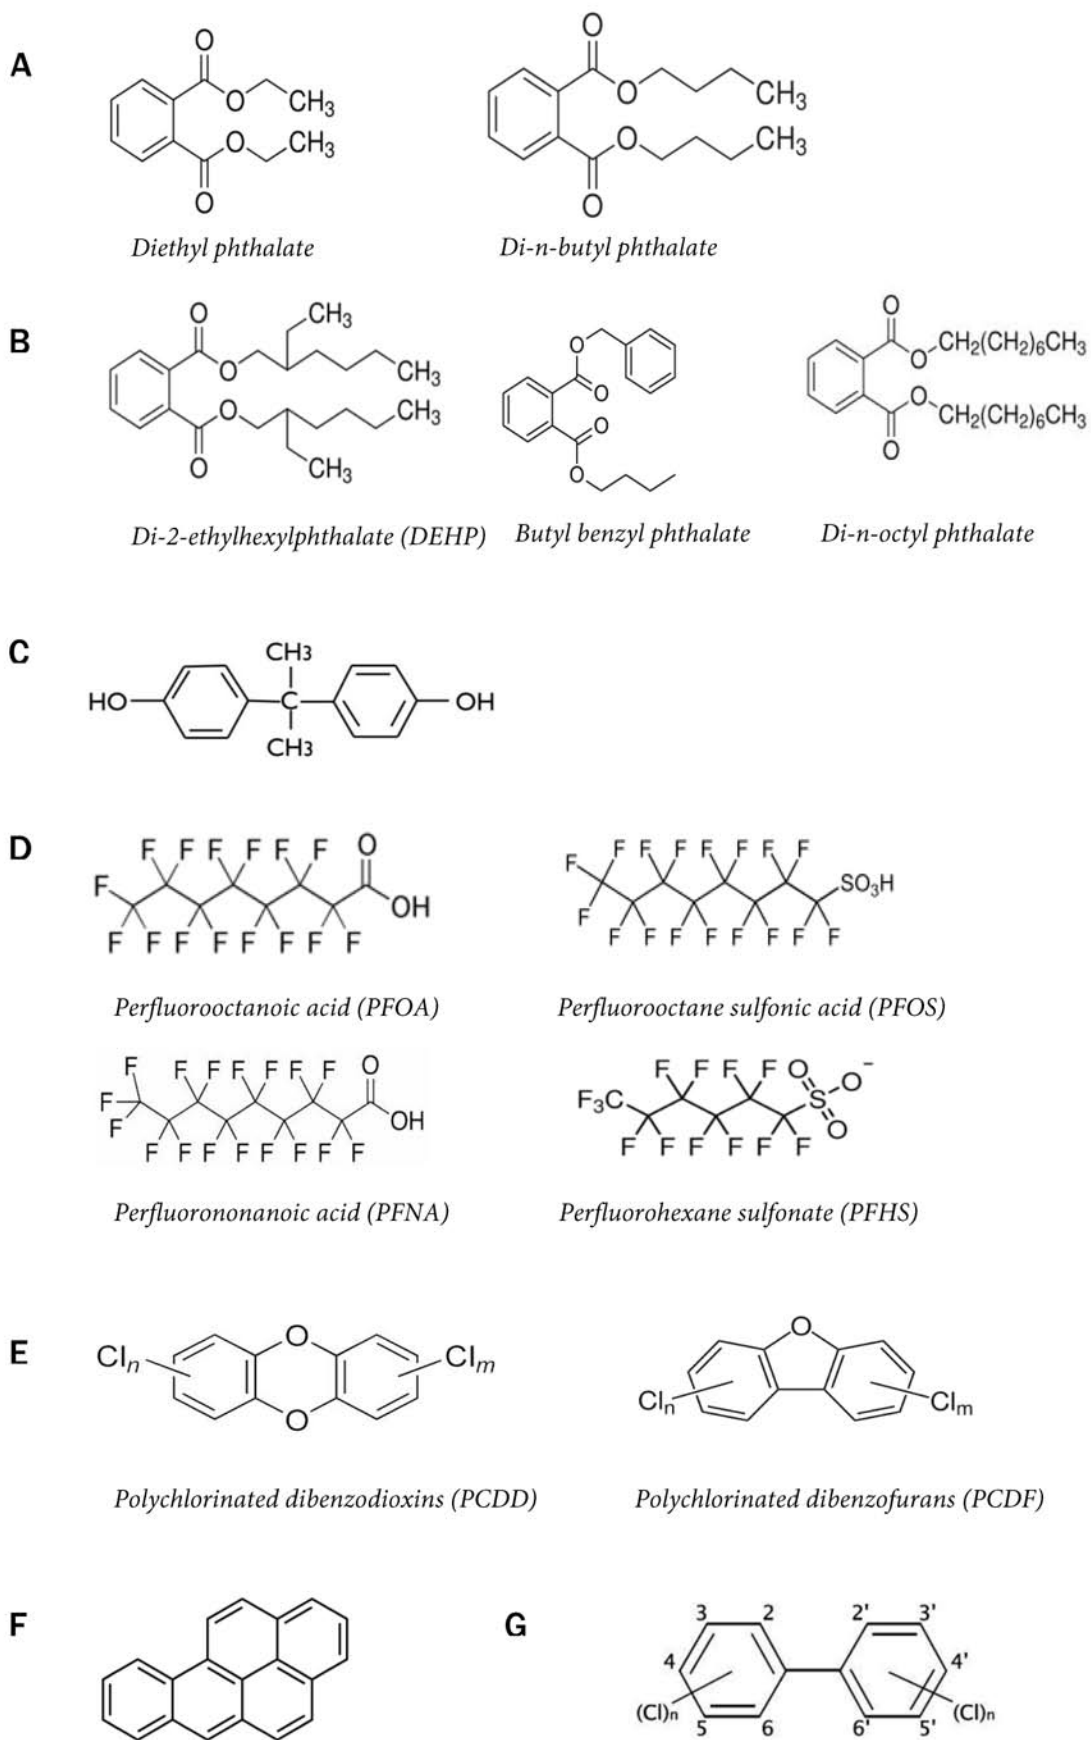 A
O
O
CH3
O
CH3
O
O
O
CH3
O
CH3
O
Diethyl phthalate
Di-n-butyl phthalate
B
O
CH3
O
CH3
O
CH3
O
CH3
O
O
O
O
O
O
CH2(CH2)6CH3
O
CH2(CH2)6CH3
O
Di-2-ethylhexylphthalate (DEHP)
Butyl benzyl phthalate
Di-n-octyl phthalate
C
CH3
HO
C
OH
CH3
D
F F F F F F O
F
OH
F F F F F F F F
F F F F F F F F
F
SO3H
F
F F F F F F F F
Perfluorooctanoic acid (PFOA)
Perfluorooctane sulfonic acid (PFOS)
F F F F F F F O
F
F
OH
F F F F F F F F
F F F F O O−
F3C
S
O
F F F F F F
Perfluorononanoic acid (PFNA)
Perfluorohexane sulfonate (PFHS)
E
Cln
O
O
Clm
O
Cln
Clm
Polychlorinated dibenzodioxins (PCDD)
Polychlorinated dibenzofurans (PCDF)
F
G
3 2 2' 3'
4 4'
(Cl)n (Cl)n
5 6 6' 5'